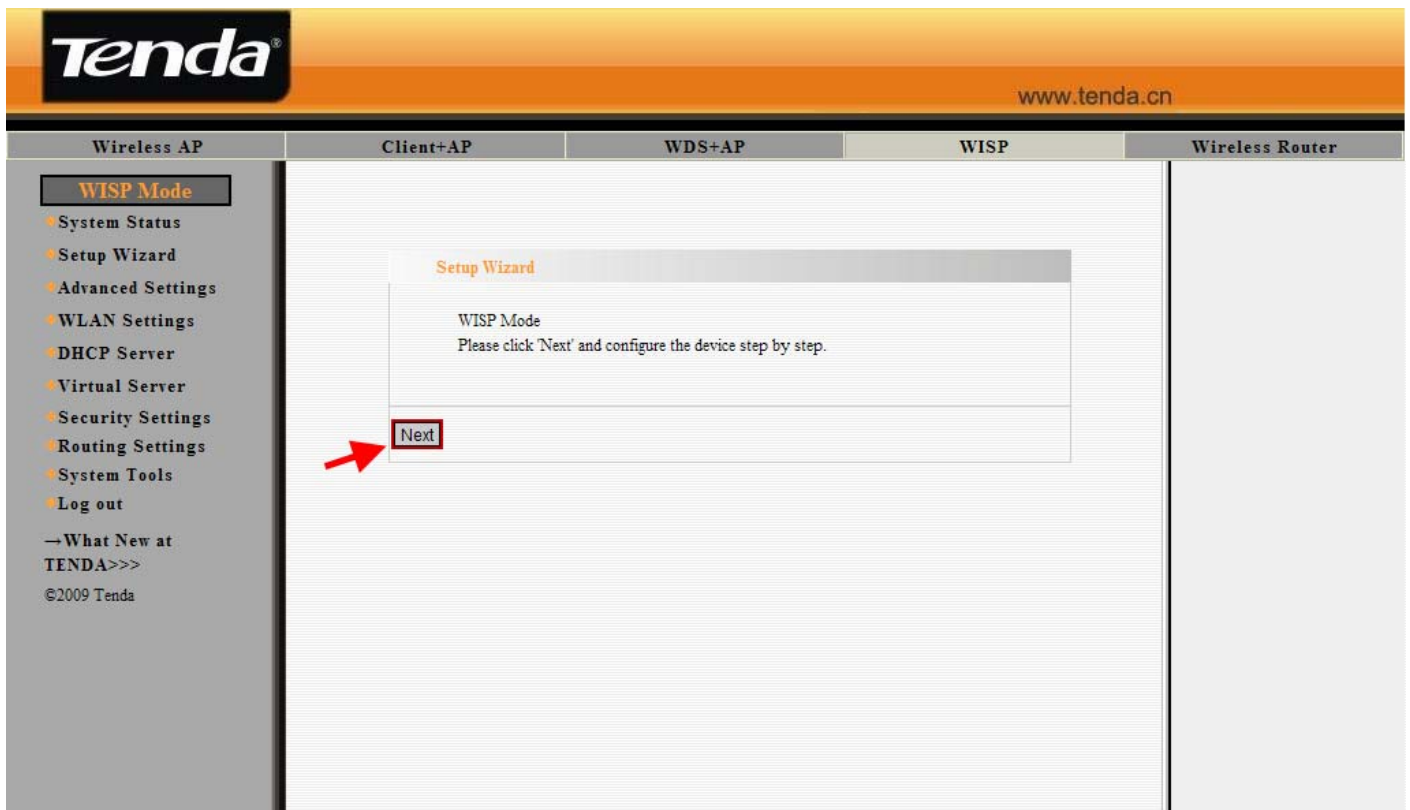 Tenda®
www.tenda.cn
Wireless AP
Client+AP
WDS+AP
WISP
Wireless Router
WISP Mode
System Status
Setup Wizard
Advanced Settings
WLAN Settings
DHCP Server
Virtual Server
Security Settings
Routing Settings
System Tools
Log out
→What New at
TENDA>>>
©2009 Tenda
Setup Wizard
WISP Mode
Please click 'Next' and configure the device step by step.
Next